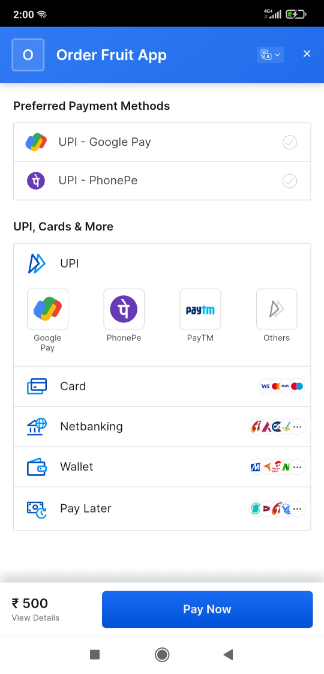 2:00
4G+
O Order Fruit App
Preferred Payment Methods
UPI - Google Pay
पे UPI - PhonePe
UPI, Cards & More
UPI
पे paytm
Google Pay PhonePe PayTM Others
Card VISA
Netbanking
Wallet
Pay Later
₹ 500
View Details
Pay Now